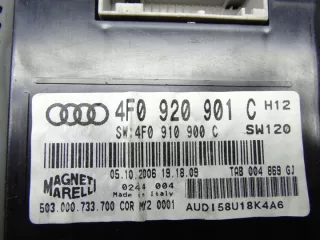 4F0 920 901 C H12
SW:4F0 910 900 C SW120
05.10.2006 19.18.09 TAB 004 869 GJ
MAGNETI MARELLI
0244 004
Made in Italy
503.000.733.700 COR MY2 0001 AUDI58U18K4A6